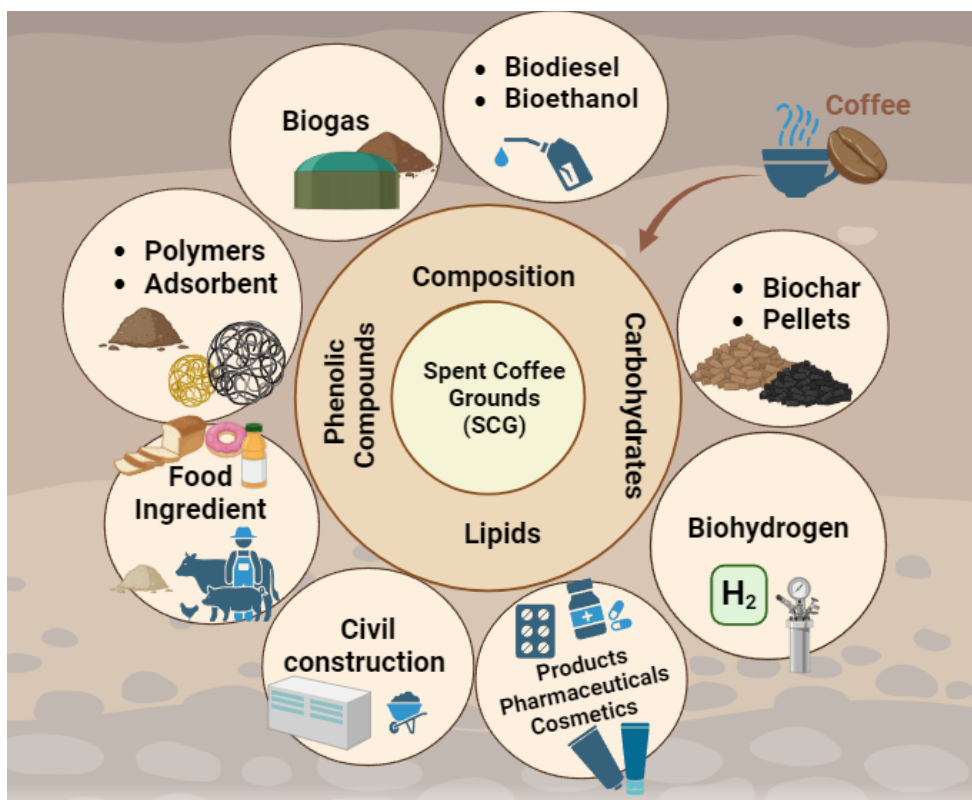 • Biodiesel
• Bioethanol
Biogas
Coffee
• Polymers
• Adsorbent
Composition
• Biochar
• Pellets
Phenolic
Compounds
Carbohydrates
Spent Coffee
Grounds
(SCG)
Lipids
Food
Ingredient
Biohydrogen
H₂
Civil
construction
Products
Pharmaceuticals
Cosmetics